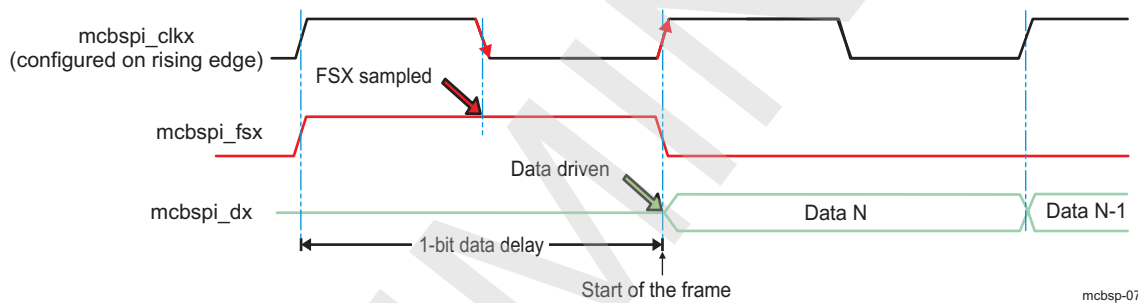 mcbspi_clkx
(configured on rising edge)
FSX sampled
mcbspi_fsx
Data driven
mcbspi_dx
Data N
Data N-1
1-bit data delay
Start of the frame
mcbsp-07